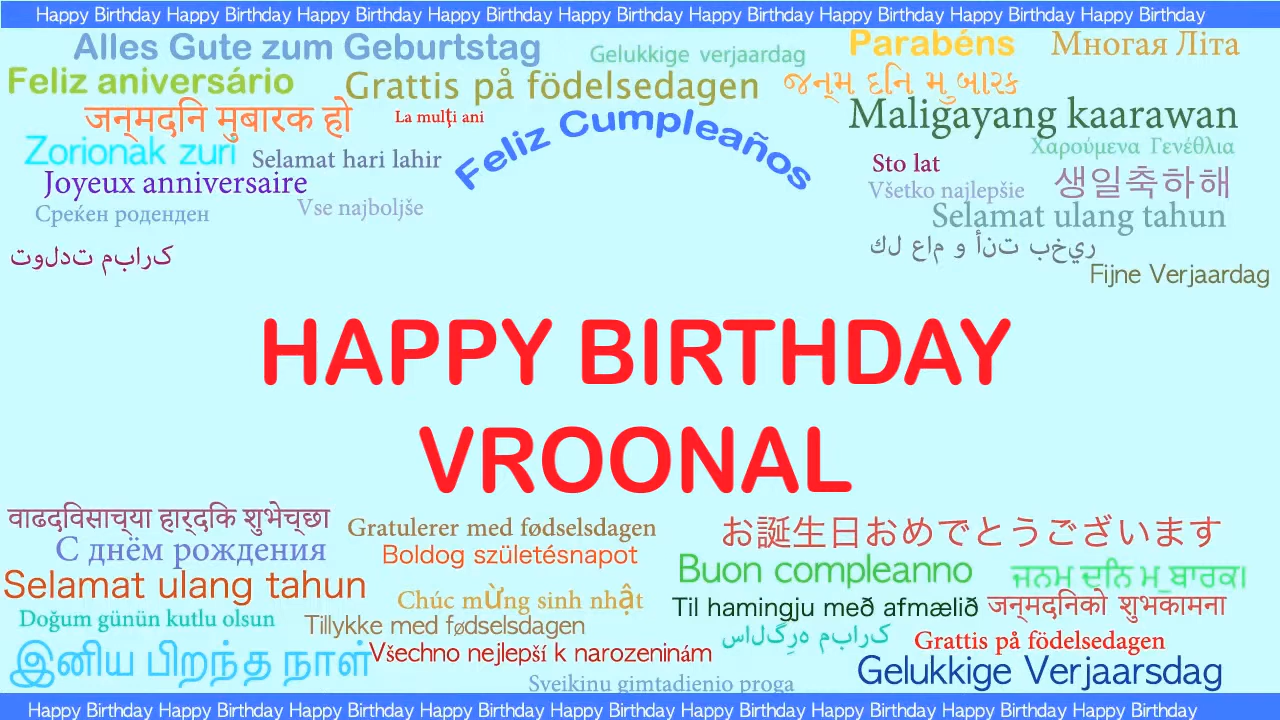 Happy Birthday Happy Birthday Happy Birthday Happy Birthday Happy Birthday Happy Birthday Happy Birthday Happy Birthday Happy Birthday
Alles Gute zum Geburtstag
Gelukkige verjaardag
Parabéns
Многая Літа
Feliz aniversário
Grattis på födelsedagen
જન્મ દિન મુબારક
जन्मदिन मुबारक हो
La mulţi ani
Feliz Cumpleaños
Maligayang kaarawan
Zorionak zuri
Selamat hari lahir
Sto lat
Χαρούμενα Γενέθλια
Joyeux anniversaire
Všetko najlepšie
생일축하해
Среќен роденден
Vse najboljše
Selamat ulang tahun
تولدت مبارک
كل عام و أنت بخير
Fijne Verjaardag
HAPPY BIRTHDAY
VROONAL
वाढदिवसाच्या हार्दिक शुभेच्छा
Gratulerer med fødselsdagen
お誕生日おめでとうございます
С днём рождения
Boldog születésnapot
Buon compleanno
ਜਨਮ ਦਿਨ ਮੁਬਾਰਕ।
Selamat ulang tahun
Chúc mừng sinh nhật
Til hamingju með afmælið
जन्मदिनको शुभकामना
Doğum günün kutlu olsun
Tillykke med fødselsdagen
سالگرہ مبارک
Grattis på födelsedagen
இனிய பிறந்த நாள்
Všechno nejlepší k narozeninám
Gelukkige Verjaarsdag
Sveikinu gimtadienio proga
Happy Birthday Happy Birthday Happy Birthday Happy Birthday Happy Birthday Happy Birthday Happy Birthday Happy Birthday Happy Birthday